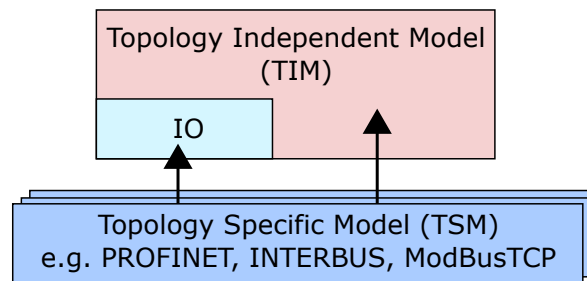 Topology Independent Model
(TIM)
IO
Topology Specific Model (TSM)
e.g. PROFINET, INTERBUS, ModBusTCP